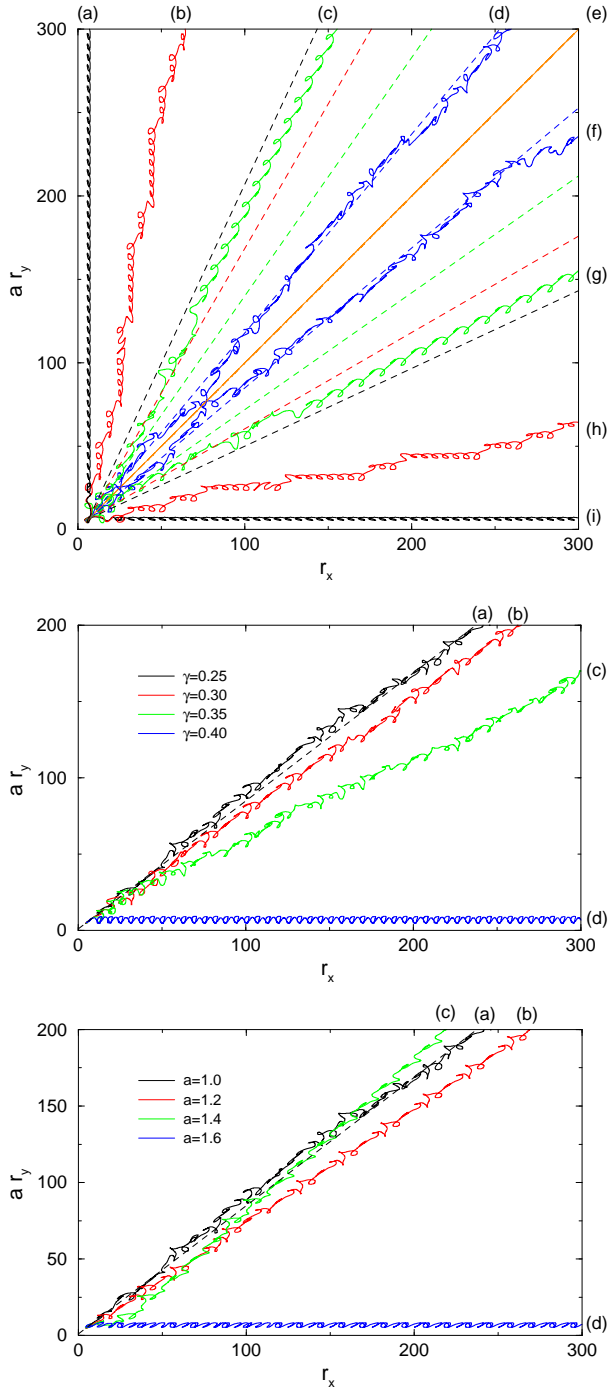 (a) (b) (c) (d) (e)
300
(f)
200
a r_y
(g)
100
(h)
(i)
0
0 100 200 300
r_x
(a) (b)
200
(c)
γ=0.25
γ=0.30
γ=0.35
γ=0.40
a r_y
100
(d)
0
0 100 200 300
r_x
(c) (a) (b)
200
a=1.0
a=1.2
a=1.4
a=1.6
150
a r_y
100
50
(d)
0
0 100 200 300
r_x